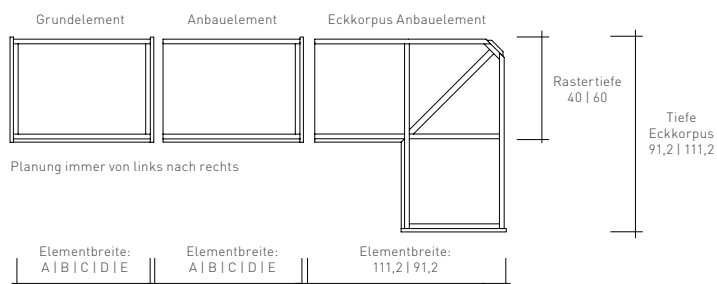 Grundelement
Anbauelement
Eckkorpus Anbauelement
Rastertiefe
40 | 60
Tiefe
Eckkorpus
91,2 | 111,2
Planung immer von links nach rechts
Elementbreite:
A | B | C | D | E
Elementbreite:
A | B | C | D | E
Elementbreite:
111,2 | 91,2